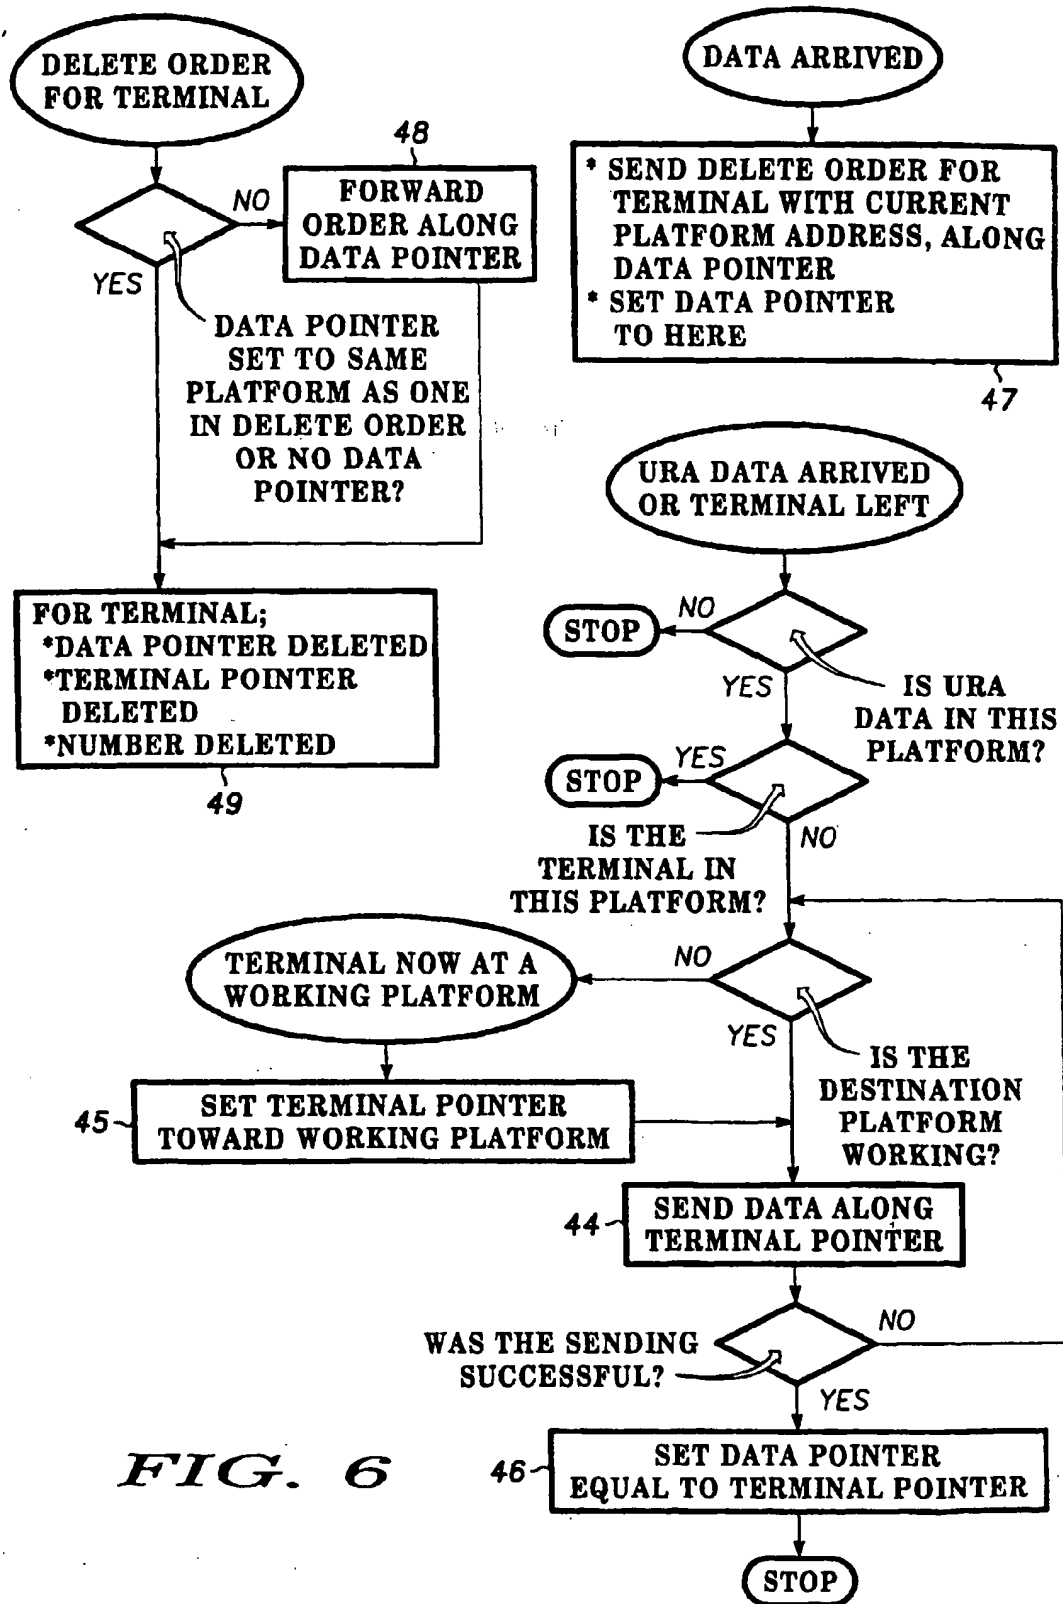 DELETE ORDER
FOR TERMINAL
48
NO
FORWARD
ORDER ALONG
DATA POINTER
YES
DATA POINTER
SET TO SAME
PLATFORM AS ONE
IN DELETE ORDER
OR NO DATA
POINTER?
FOR TERMINAL;
*DATA POINTER DELETED
*TERMINAL POINTER
DELETED
*NUMBER DELETED
49
DATA ARRIVED
* SEND DELETE ORDER FOR
TERMINAL WITH CURRENT
PLATFORM ADDRESS, ALONG
DATA POINTER
* SET DATA POINTER
TO HERE
47
URA DATA ARRIVED
OR TERMINAL LEFT
STOP
NO
YES
IS URA
DATA IN THIS
PLATFORM?
STOP
YES
IS THE
TERMINAL IN
THIS PLATFORM?
NO
TERMINAL NOW AT A
WORKING PLATFORM
NO
YES
IS THE
DESTINATION
PLATFORM
WORKING?
45
SET TERMINAL POINTER
TOWARD WORKING PLATFORM
44
SEND DATA ALONG
TERMINAL POINTER
WAS THE SENDING
SUCCESSFUL?
NO
YES
46
SET DATA POINTER
EQUAL TO TERMINAL POINTER
STOP
FIG. 6